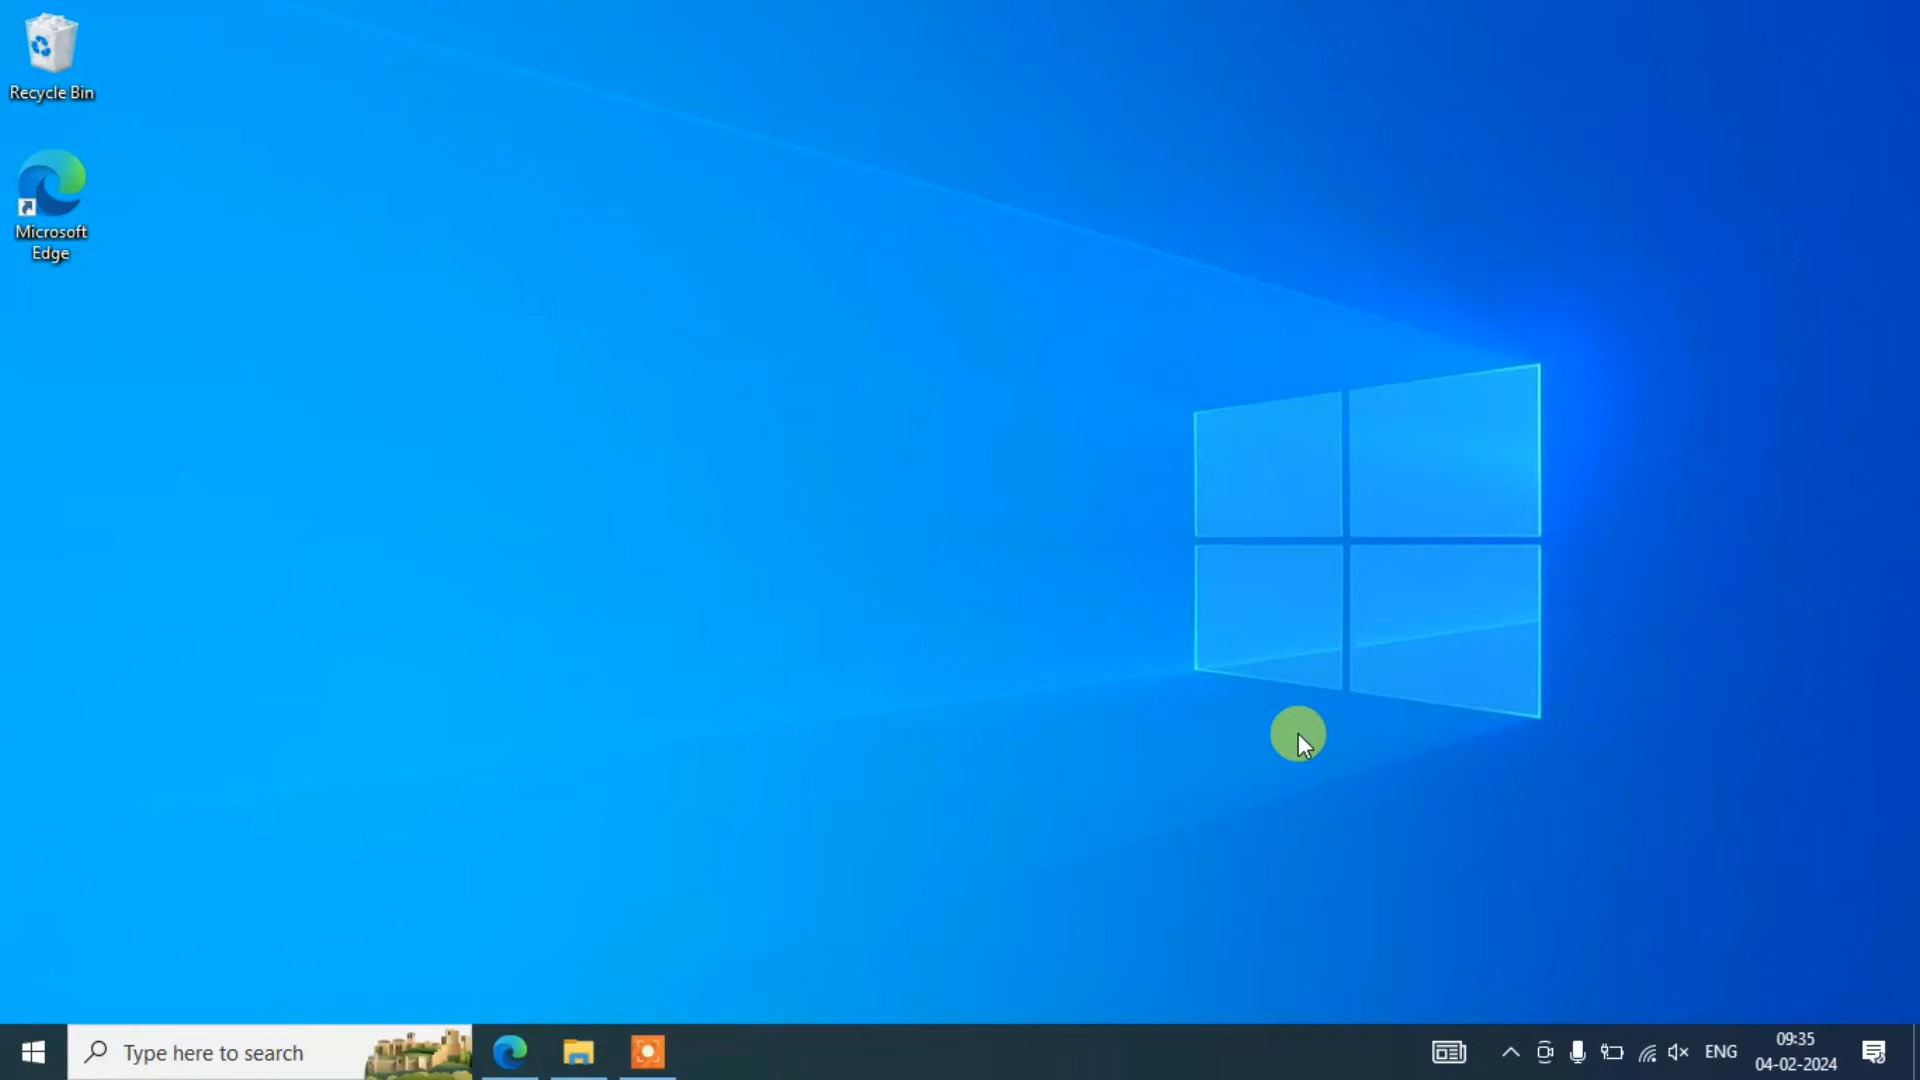 Recycle Bin
Microsoft
Edge
Type here to search
ENG
09:35
04-02-2024